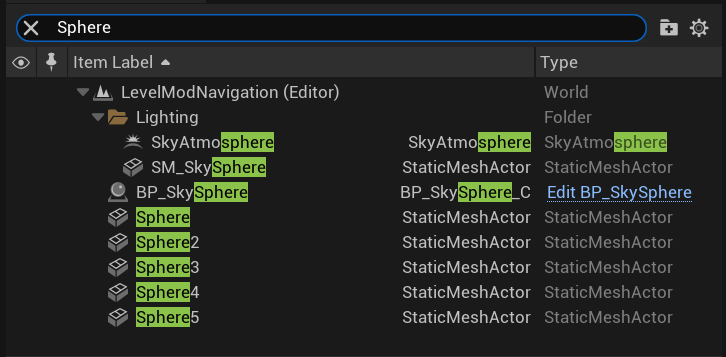 Sphere
Item Label Type
LevelModNavigation (Editor) World
Lighting Folder
SkyAtmosphere SkyAtmosphere SkyAtmosphere
SM_SkySphere StaticMeshActor StaticMeshActor
BP_SkySphere BP_SkySphere_C Edit BP_SkySphere
Sphere StaticMeshActor StaticMeshActor
Sphere2 StaticMeshActor StaticMeshActor
Sphere3 StaticMeshActor StaticMeshActor
Sphere4 StaticMeshActor StaticMeshActor
Sphere5 StaticMeshActor StaticMeshActor